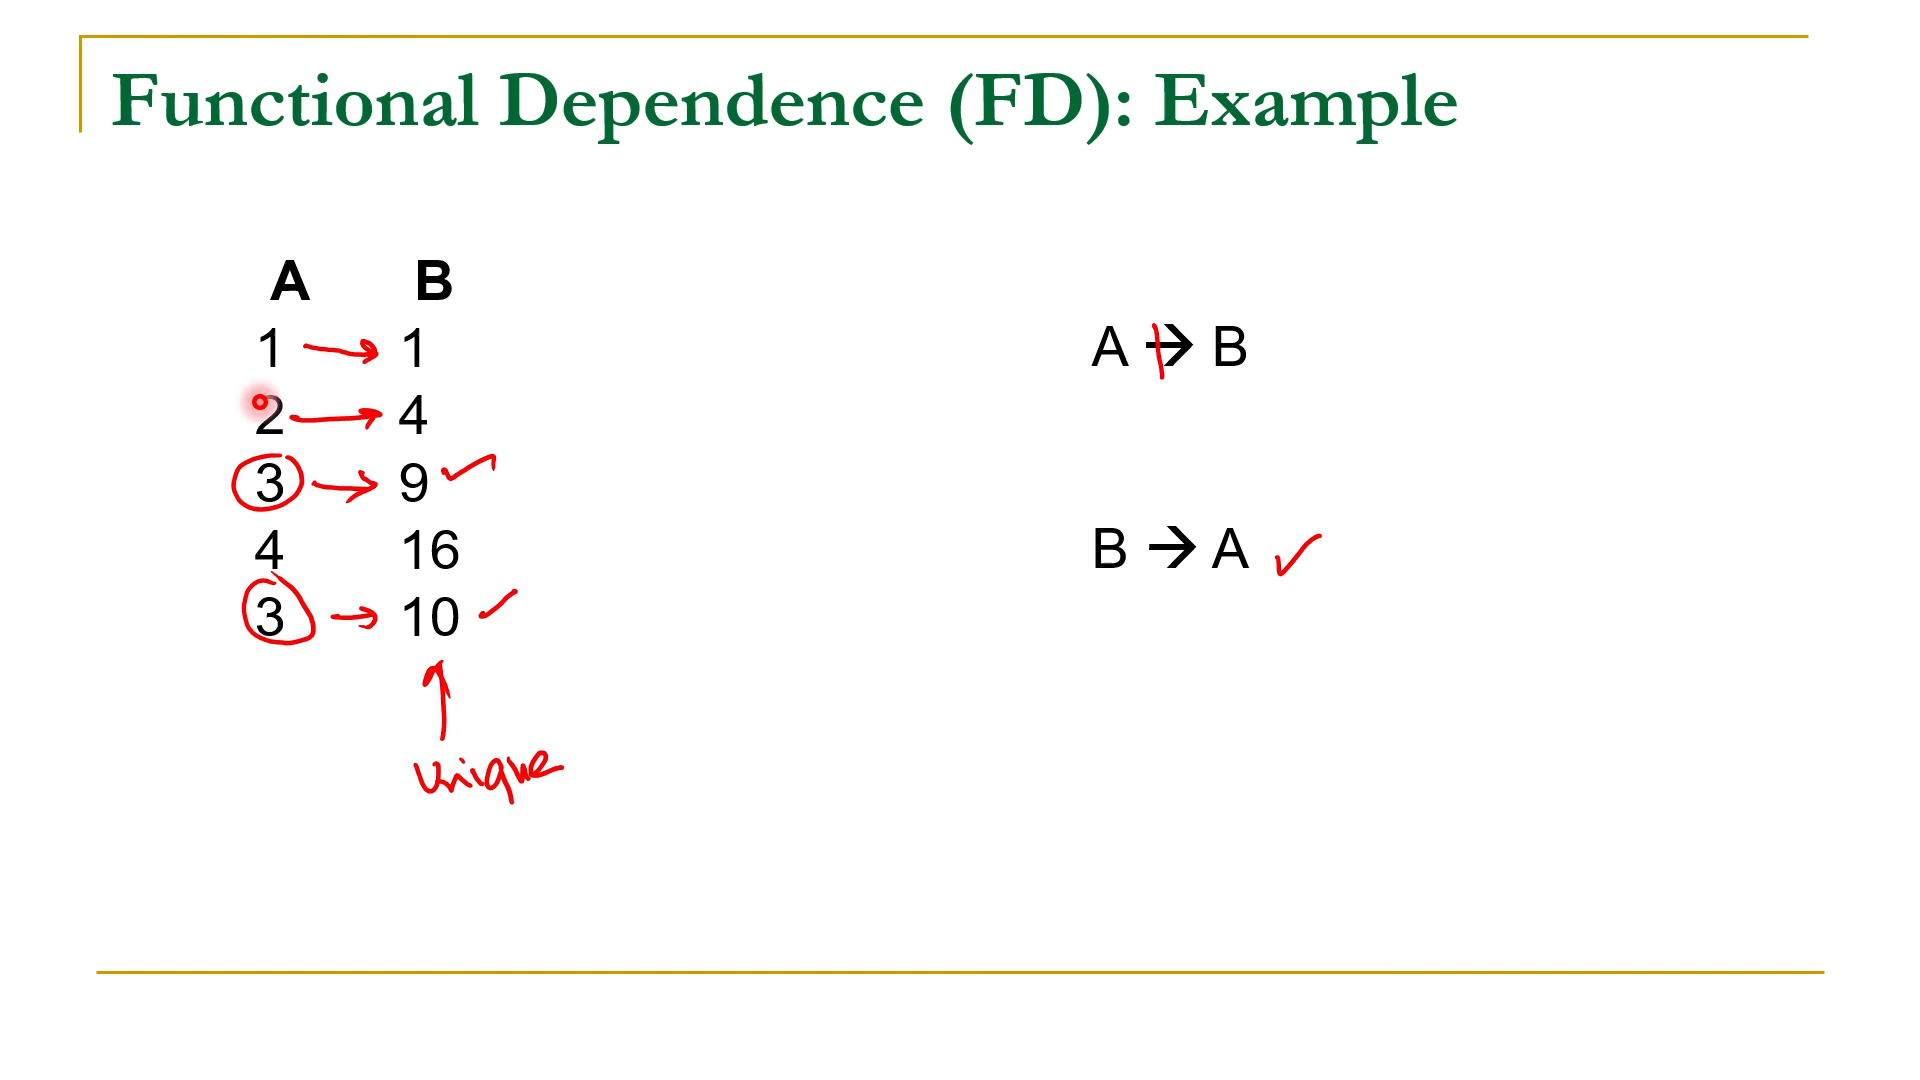 Functional Dependence (FD): Example
A B
1 → 1
2 → 4
3 → 9 ✓
4 16
3 → 10 ✓
Unique
A → B
B → A ✓